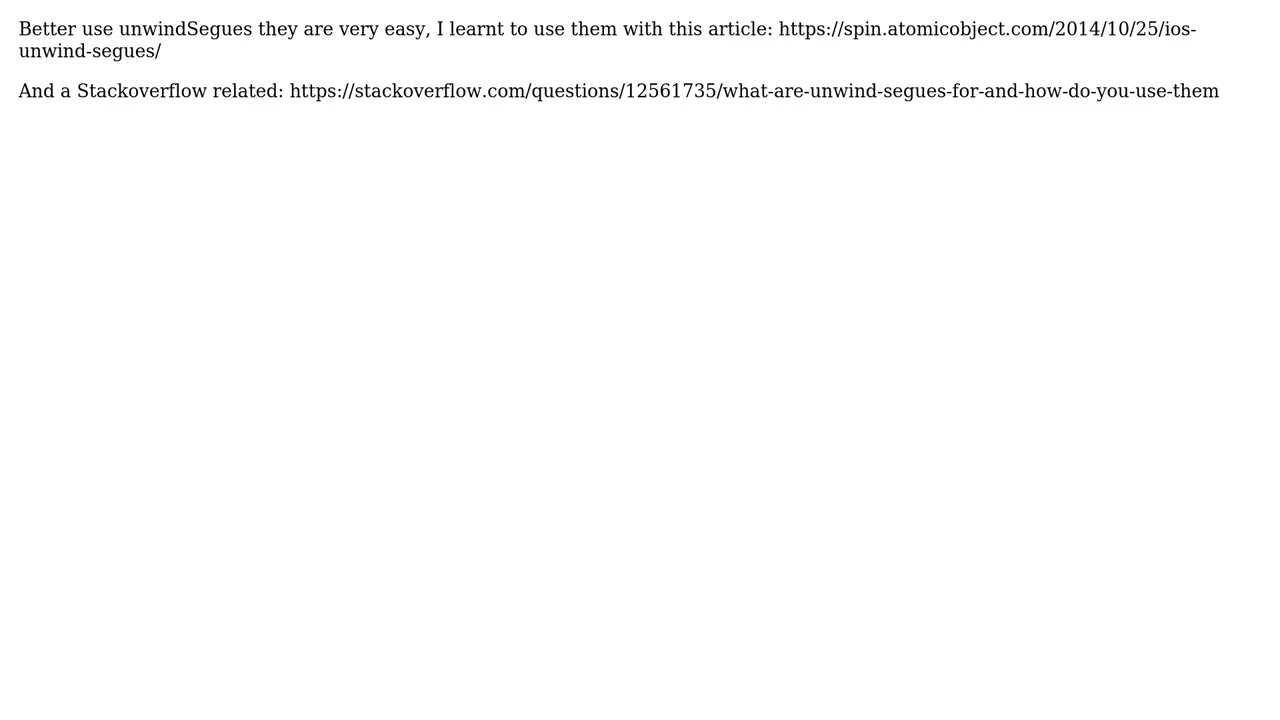 Better use unwindSegues they are very easy, I learnt to use them with this article: https://spin.atomicobject.com/2014/10/25/ios-
unwind-segues/
And a Stackoverflow related: https://stackoverflow.com/questions/12561735/what-are-unwind-segues-for-and-how-do-you-use-them